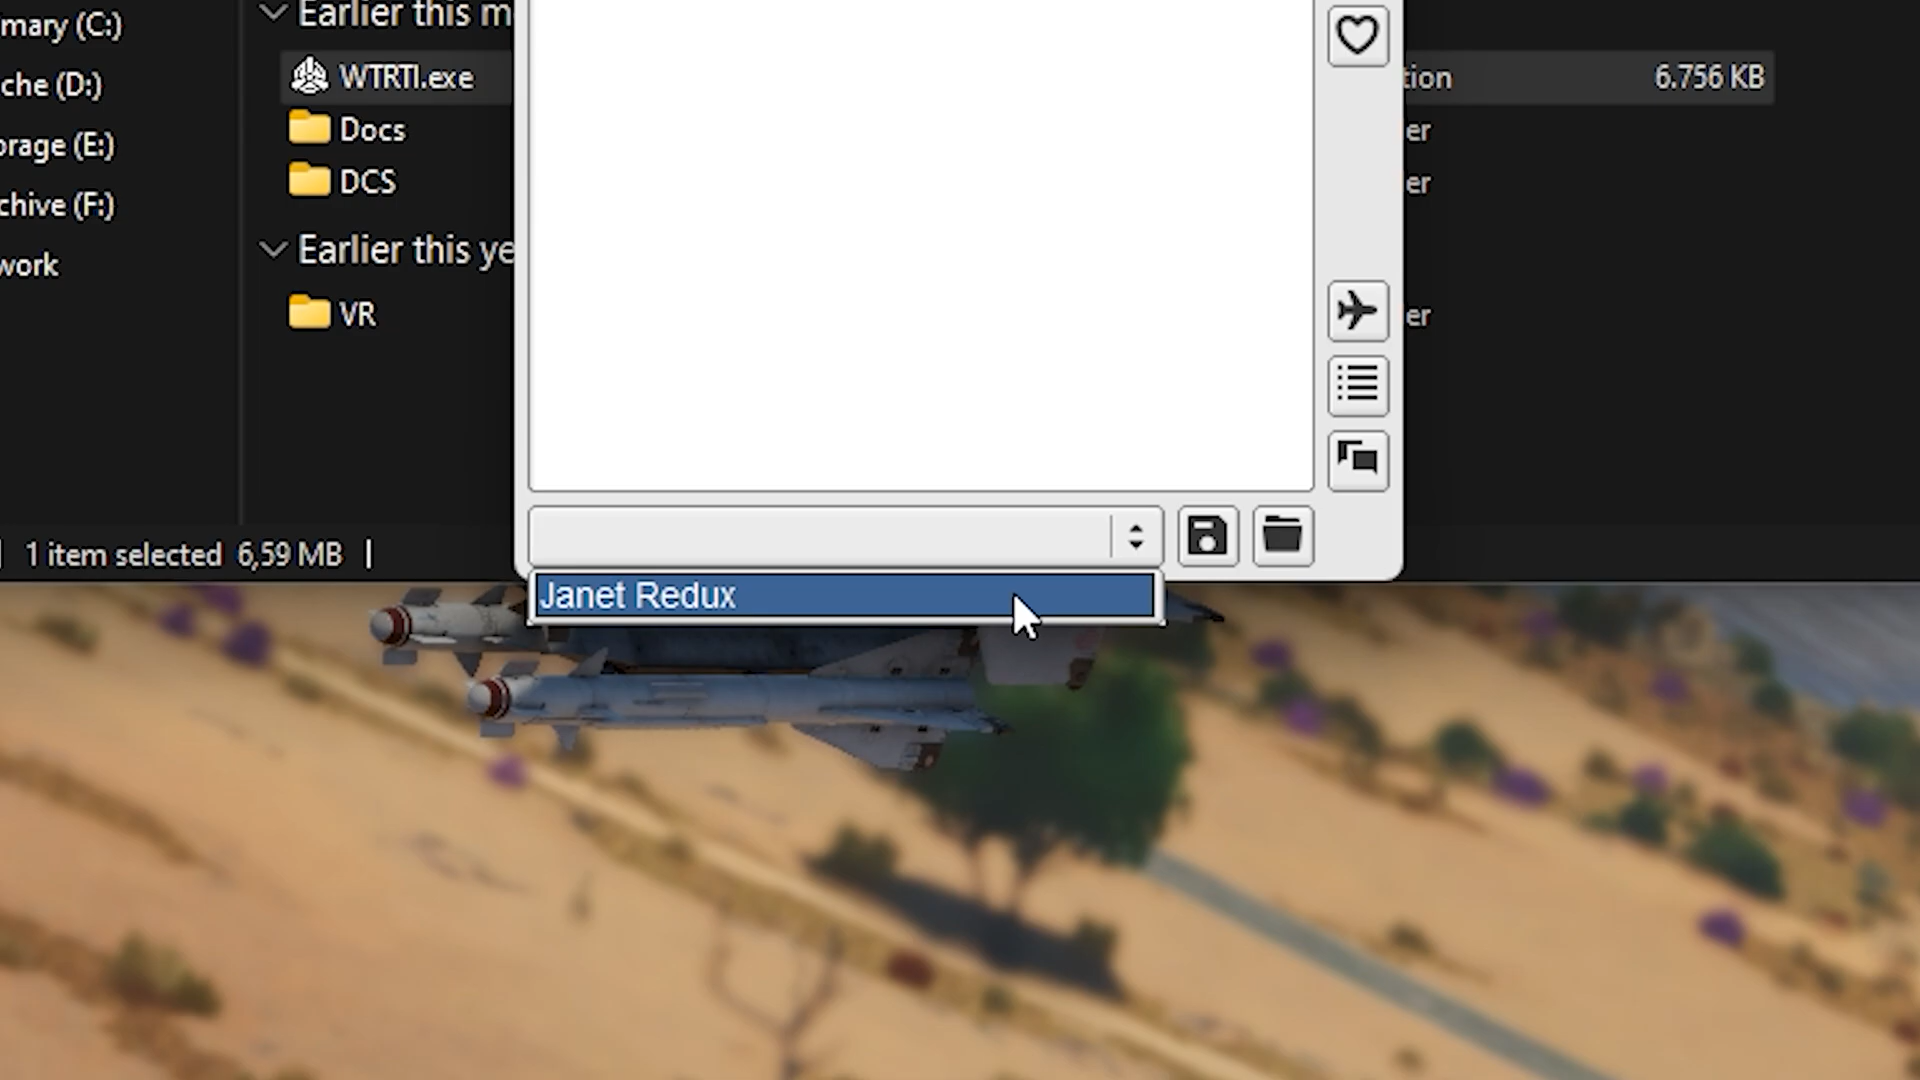 mary (C:)
Earlier this m
WTRTI.exe
tion
6.756 KB
che (D:)
Docs
er
orage (E:)
DCS
er
chive (F:)
Earlier this ye
work
VR
er
1 item selected 6,59 MB
Janet Redux